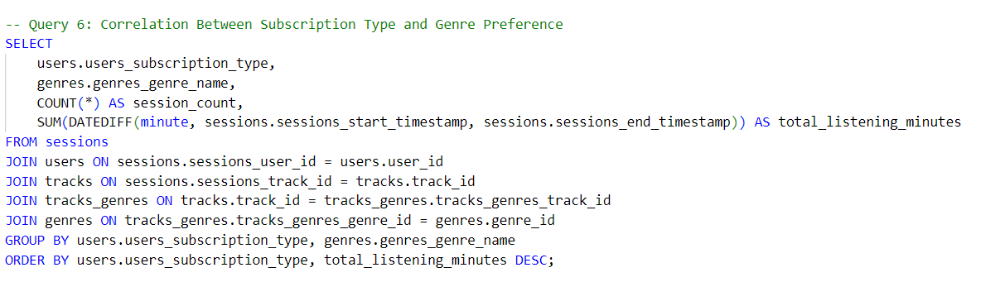 -- Query 6: Correlation Between Subscription Type and Genre Preference
SELECT
    users.users_subscription_type,
    genres.genres_genre_name,
    COUNT(*) AS session_count,
    SUM(DATEDIFF(minute, sessions.sessions_start_timestamp, sessions.sessions_end_timestamp)) AS total_listening_minutes
FROM sessions
JOIN users ON sessions.sessions_user_id = users.user_id
JOIN tracks ON sessions.sessions_track_id = tracks.track_id
JOIN tracks_genres ON tracks.track_id = tracks_genres.tracks_genres_track_id
JOIN genres ON tracks_genres.tracks_genres_genre_id = genres.genre_id
GROUP BY users.users_subscription_type, genres.genres_genre_name
ORDER BY users.users_subscription_type, total_listening_minutes DESC;